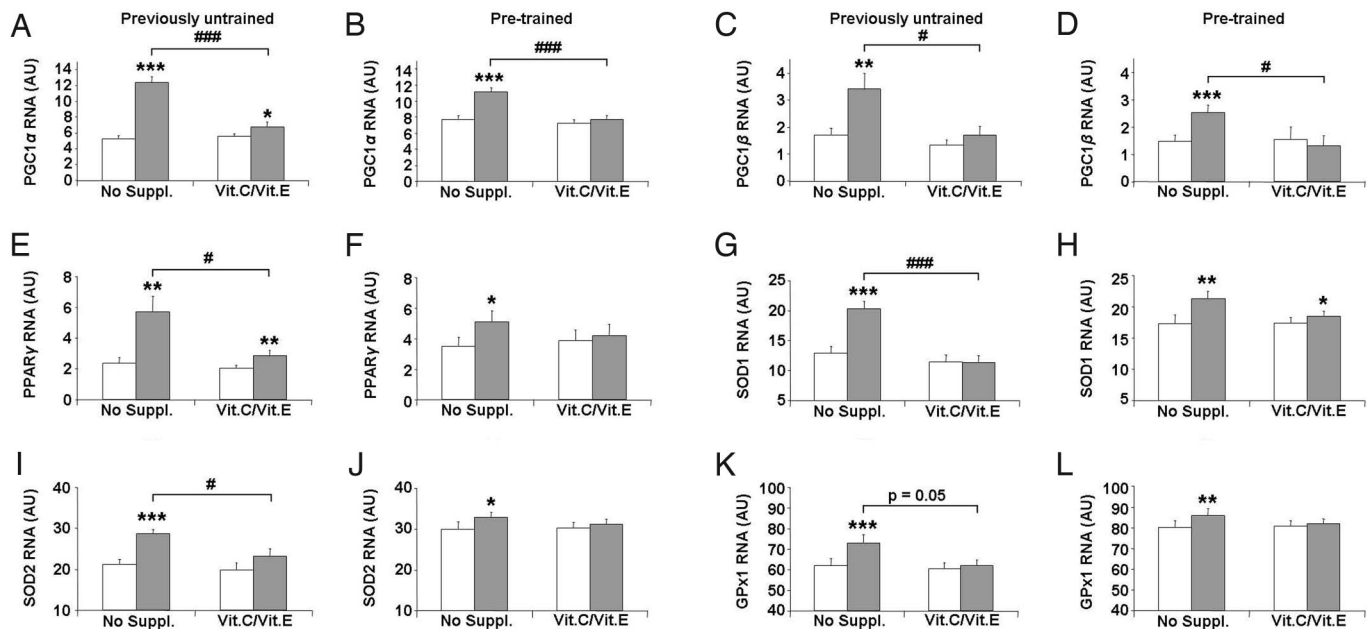 A
Previously untrained
###
PGC1α RNA (AU)
14
12
10
8
6
4
2
0
***
*
No Suppl.
Vit.C/Vit.E
B
Pre-trained
###
PGC1α RNA (AU)
14
12
10
8
6
4
2
0
***
No Suppl.
Vit.C/Vit.E
C
Previously untrained
#
PGC1β RNA (AU)
4
2
1
0
**
No Suppl.
Vit.C/Vit.E
D
Pre-trained
#
PGC1β RNA (AU)
4
2
1
0
***
No Suppl.
Vit.C/Vit.E
E
#
PPARγ RNA (AU)
8
6
4
2
0
**
**
No Suppl.
Vit.C/Vit.E
F
PPARγ RNA (AU)
8
6
4
2
0
*
No Suppl.
Vit.C/Vit.E
G
###
SOD1 RNA (AU)
25
20
15
10
5
***
No Suppl.
Vit.C/Vit.E
H
SOD1 RNA (AU)
25
20
15
10
5
**
*
No Suppl.
Vit.C/Vit.E
I
#
SOD2 RNA (AU)
40
30
20
10
***
No Suppl.
Vit.C/Vit.E
J
SOD2 RNA (AU)
40
30
20
10
*
No Suppl.
Vit.C/Vit.E
K
p = 0.05
GPx1 RNA (AU)
100
90
80
70
60
50
40
***
No Suppl.
Vit.C/Vit.E
L
GPx1 RNA (AU)
100
90
80
70
60
50
40
**
No Suppl.
Vit.C/Vit.E